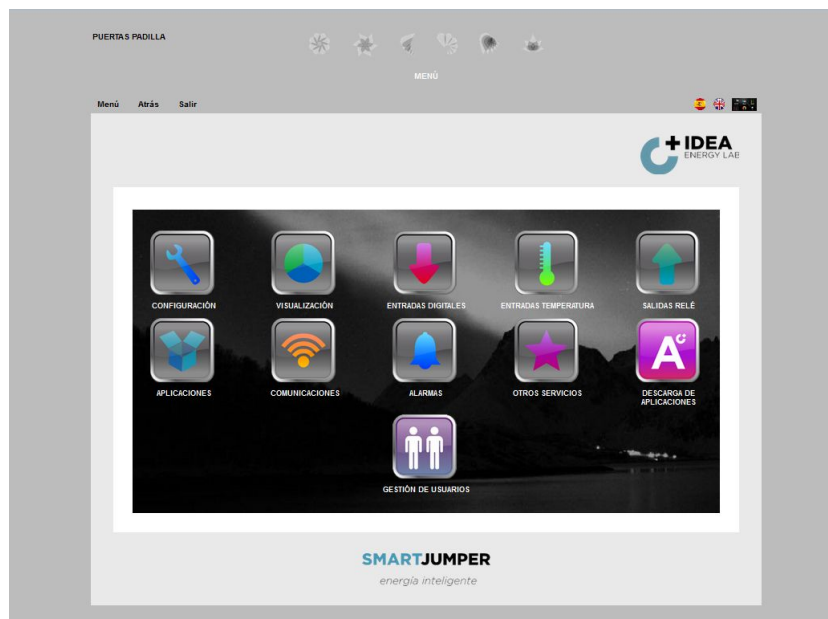 PUERTAS PADILLA
MENÚ
Menú Atrás Salir
IDEA
ENERGY LAB
CONFIGURACIÓN VISUALIZACIÓN ENTRADAS DIGITALES ENTRADAS TEMPERATURA SALIDAS RELÉ
APLICACIONES COMUNICACIONES ALARMAS OTROS SERVICIOS DESCARGA DE
APLICACIONES
GESTIÓN DE USUARIOS
SMARTJUMPER
energía inteligente